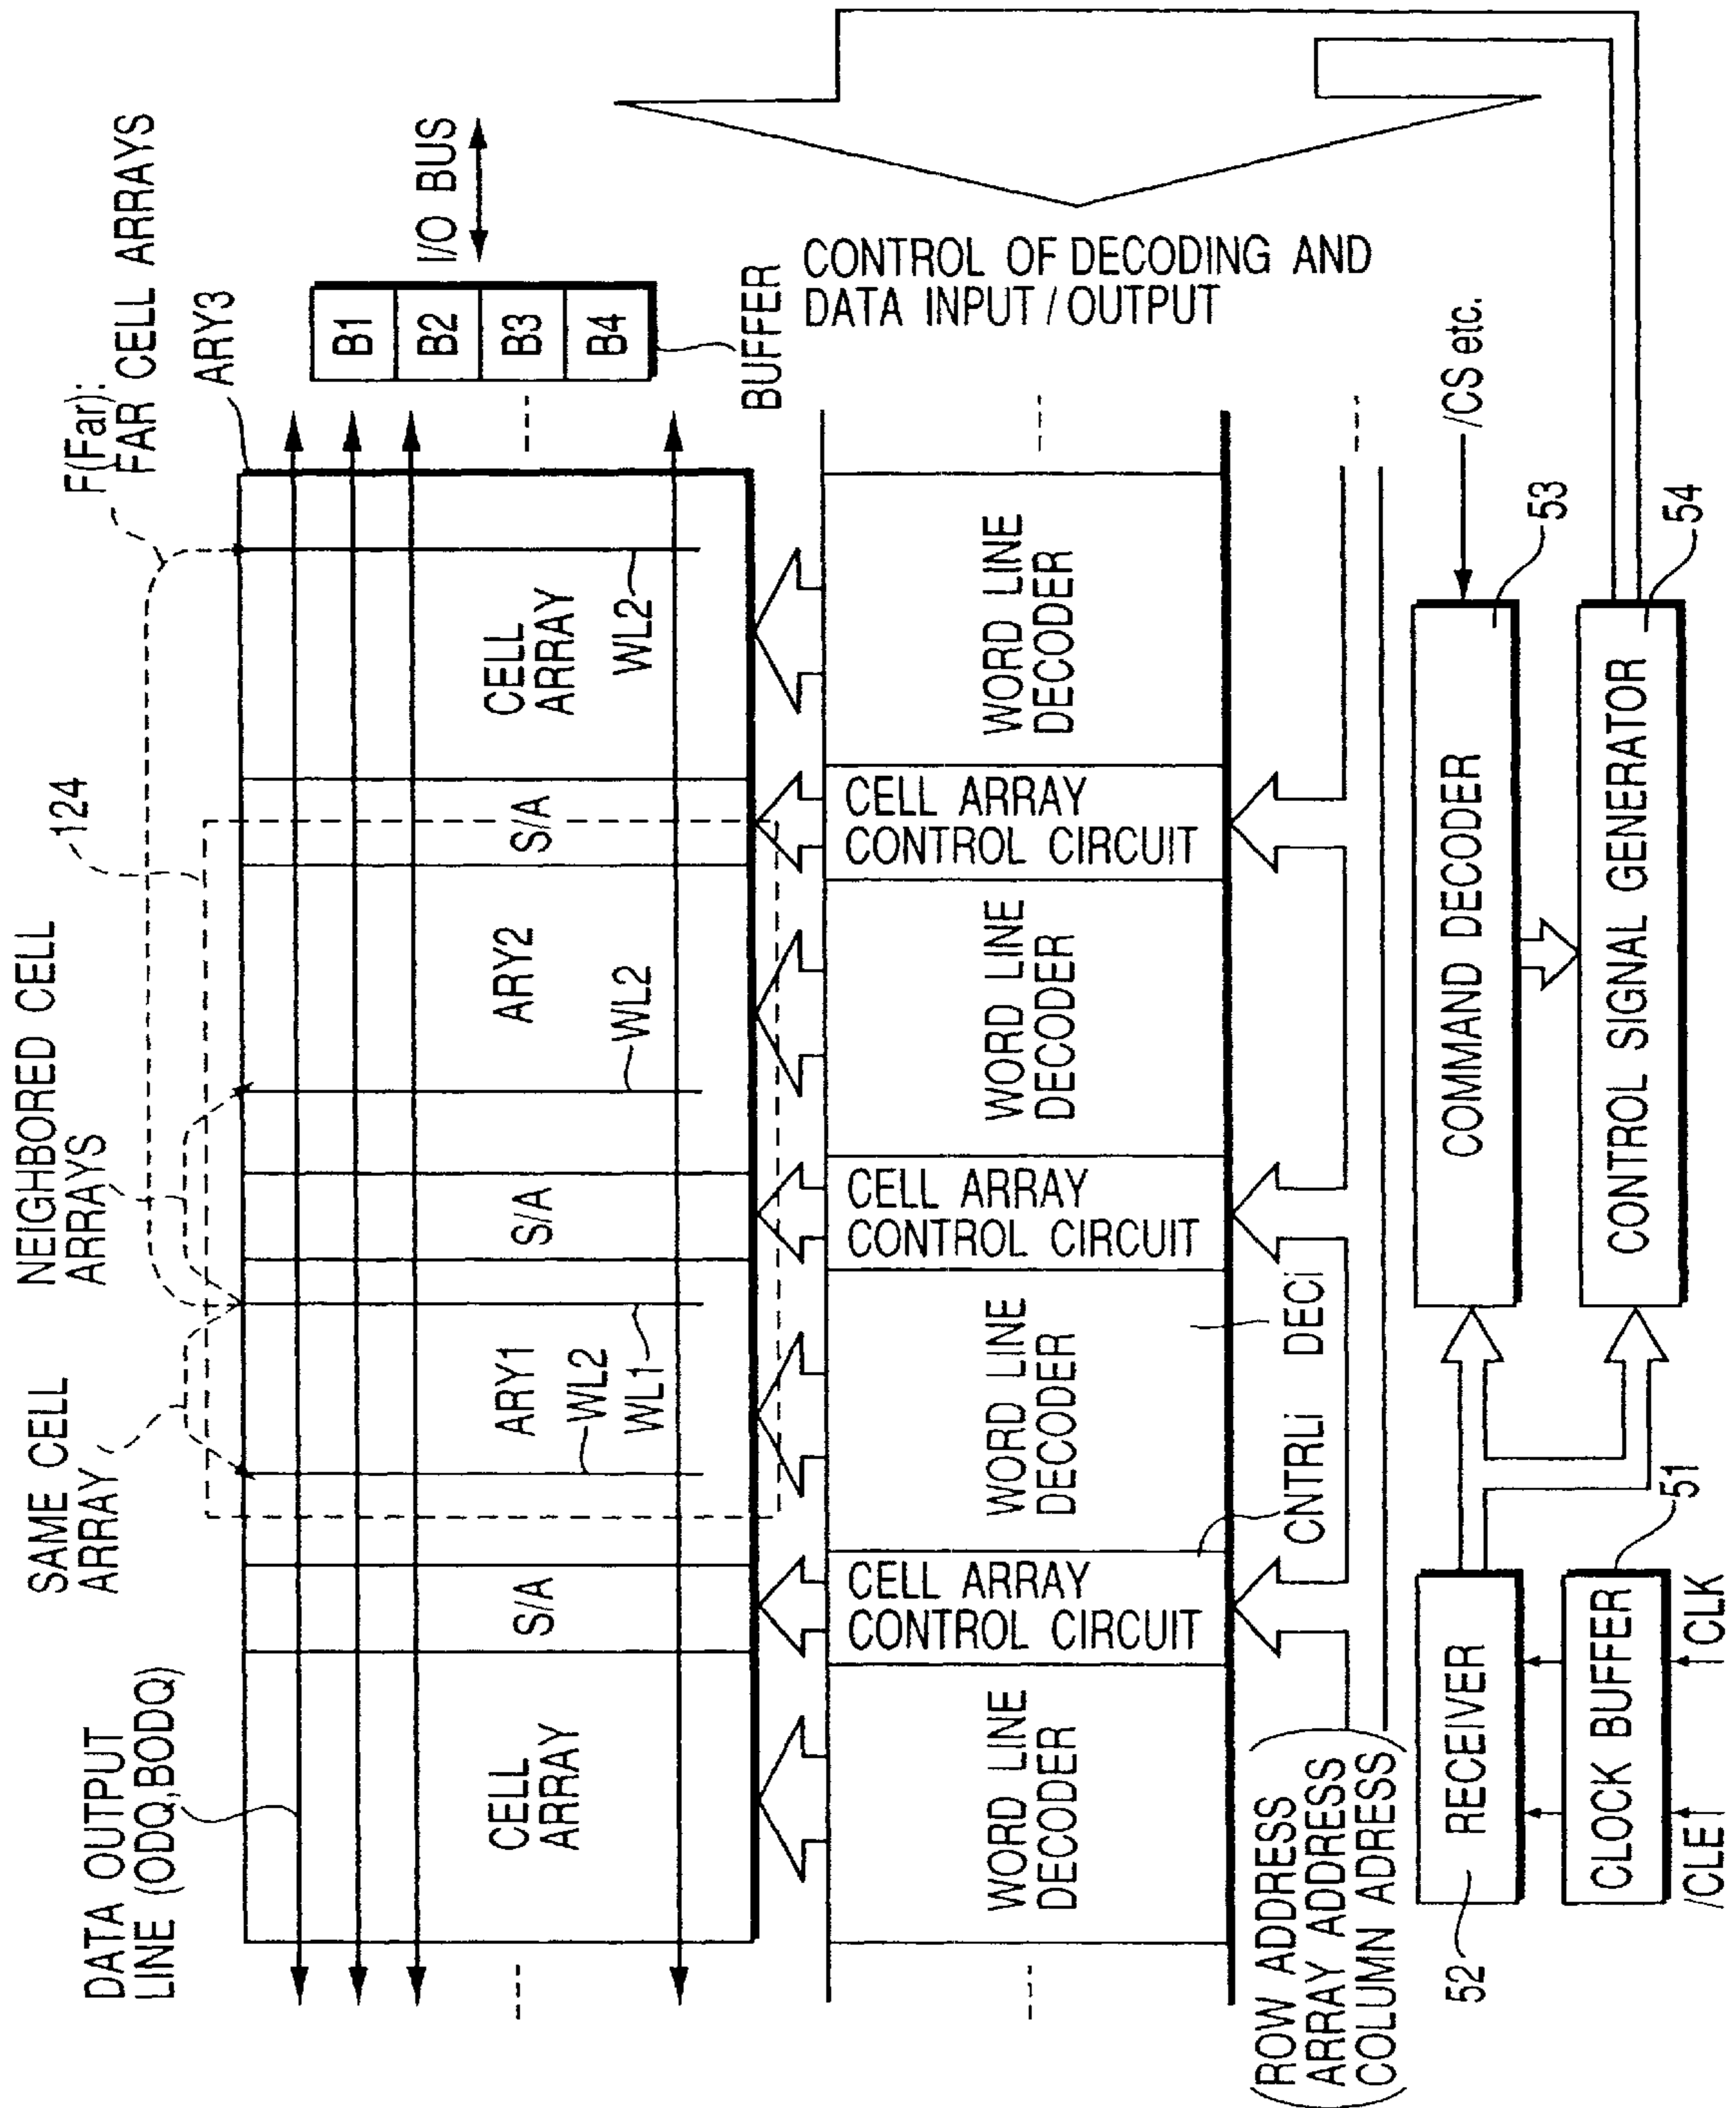 DATA OUTPUT
LINE (ODQ,BODQ)
SAME CELL
ARRAY
NEIGHBORED CELL
ARRAYS
124
F(Far):
FAR CELL ARRAYS
ARY3
CELL
ARRAY
S/A
ARY1
WL2
WL1
S/A
ARY2
WL2
S/A
CELL
ARRAY
WL2
B1
B2
B3
B4
I/O BUS
BUFFER
WORD LINE
DECODER
CELL ARRAY
CONTROL CIRCUIT
WORD LINE
DECODER
CELL ARRAY
CONTROL CIRCUIT
WORD LINE
DECODER
CELL ARRAY
CONTROL CIRCUIT
WORD LINE
DECODER
CONTROL OF DECODING AND
DATA INPUT / OUTPUT
CNTRLi
DECi
ROW ADDRESS
ARRAY ADDRESS
COLUMN ADRESS
52
RECEIVER
COMMAND DECODER
/CS etc.
53
CLOCK BUFFER
51
CONTROL SIGNAL GENERATOR
54
/CLE
CLK